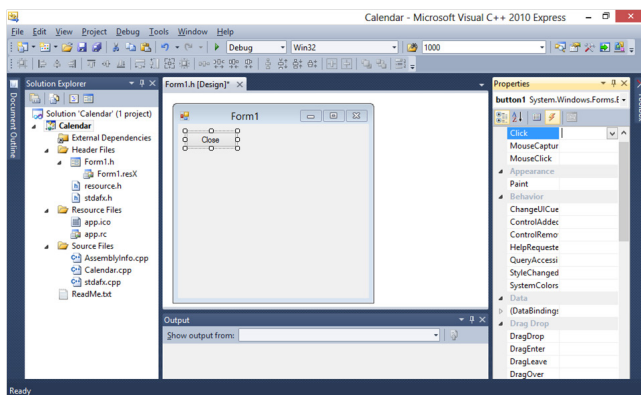 Calendar - Microsoft Visual C++ 2010 Express
File Edit View Project Debug Tools Window Help
Debug Win32 1000
Document Outline
Solution Explorer
Solution 'Calendar' (1 project)
Calendar
External Dependencies
Header Files
Form1.h
Form1.resX
resource.h
stdafx.h
Resource Files
app.ico
app.rc
Source Files
AssemblyInfo.cpp
Calendar.cpp
stdafx.cpp
ReadMe.txt
Form1.h [Design]*
Form1
Close
Output
Show output from:
Properties
button1 System.Windows.Forms.E
Click
MouseCaptur
MouseClick
Appearance
Paint
Behavior
ChangeUICue
ControlAdded
ControlRemo
HelpRequeste
QueryAccessi
StyleChanged
SystemColors
Data
(DataBindings
Drag Drop
DragDrop
DragEnter
DragLeave
DragOver
Ready